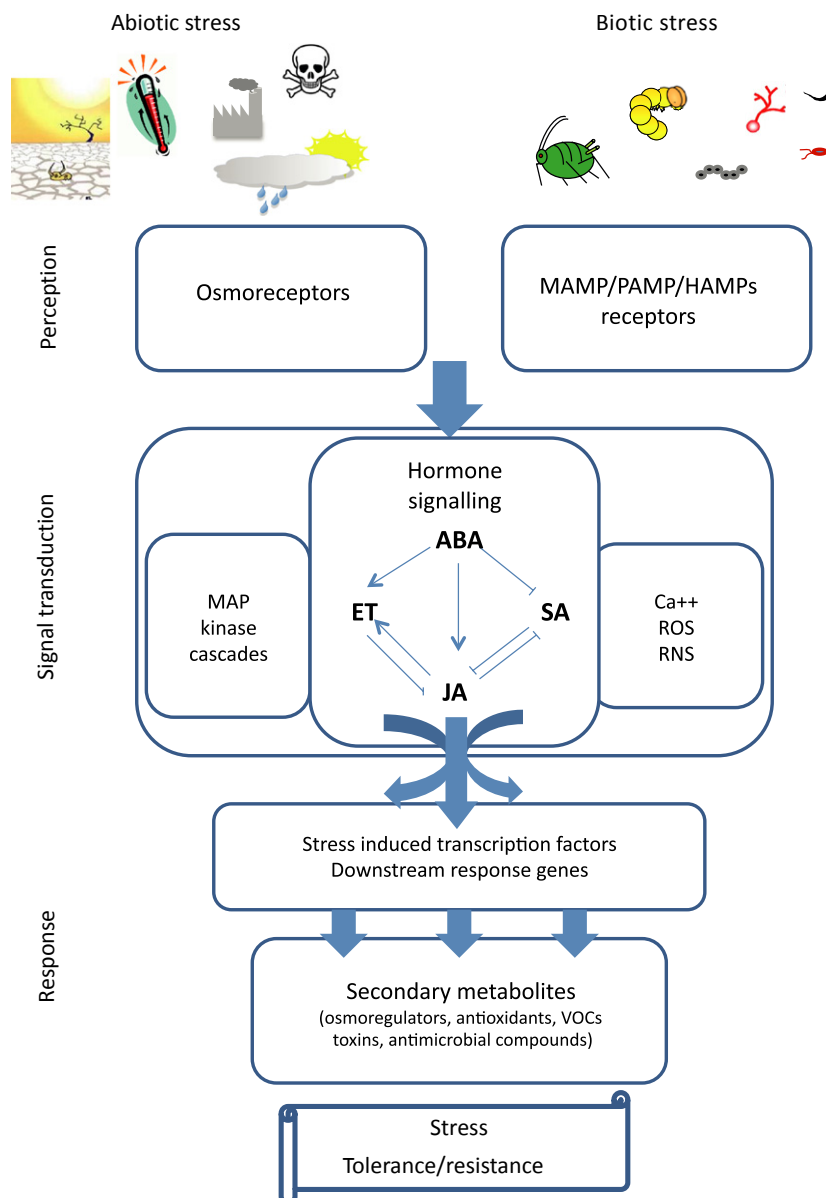 Abiotic stress
Biotic stress
Perception
Osmoreceptors
MAMP/PAMP/HAMPs
receptors
Signal transduction
Hormone
signalling
ABA
ET
SA
JA
MAP
kinase
cascades
Ca++
ROS
RNS
Response
Stress induced transcription factors
Downstream response genes
Secondary metabolites
(osmoregulators, antioxidants, VOCs
toxins, antimicrobial compounds)
Stress
Tolerance/resistance